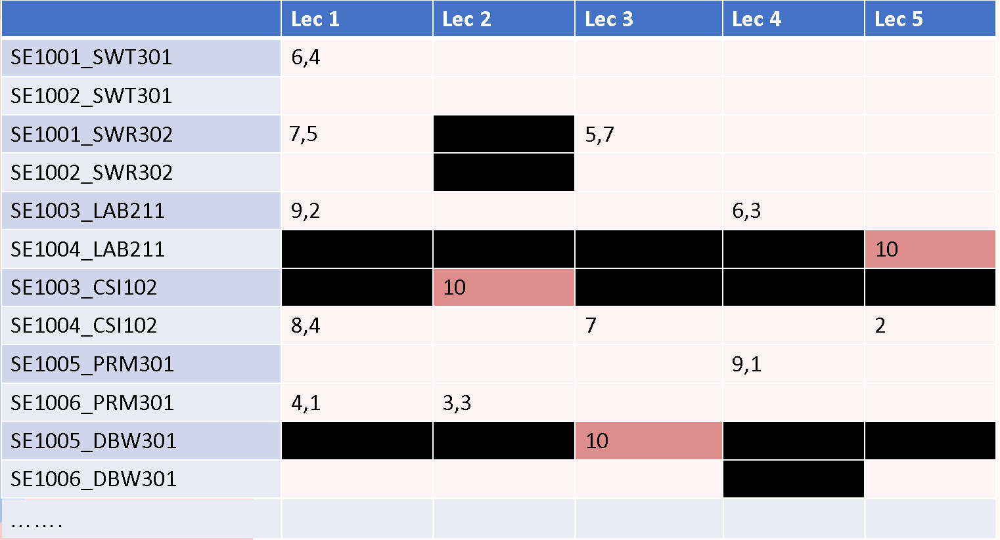 Lec 1 Lec 2 Lec 3 Lec 4 Lec 5
SE1001_SWT301 6,4
SE1002_SWT301
SE1001_SWR302 7,5 5,7
SE1002_SWR302
SE1003_LAB211 9,2 6,3
SE1004_LAB211 10
SE1003_CSI102 10
SE1004_CSI102 8,4 7 2
SE1005_PRM301 9,1
SE1006_PRM301 4,1 3,3
SE1005_DBW301 10
SE1006_DBW301
.......